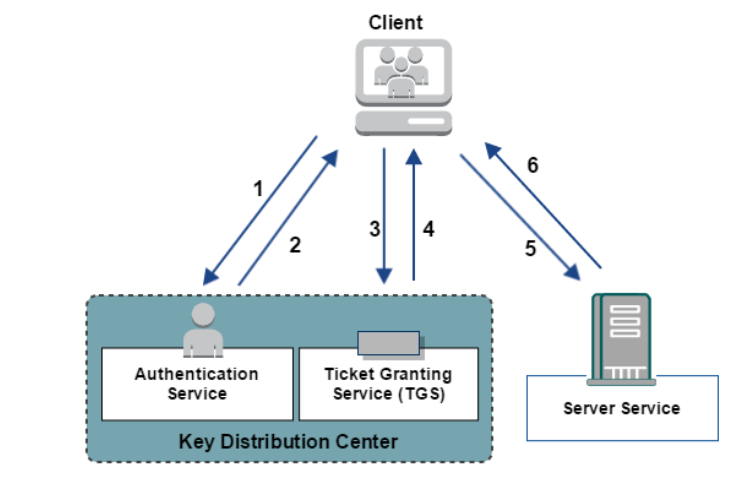 Client
1
2
3
4
5
6
Authentication
Service
Ticket Granting
Service (TGS)
Key Distribution Center
Server Service